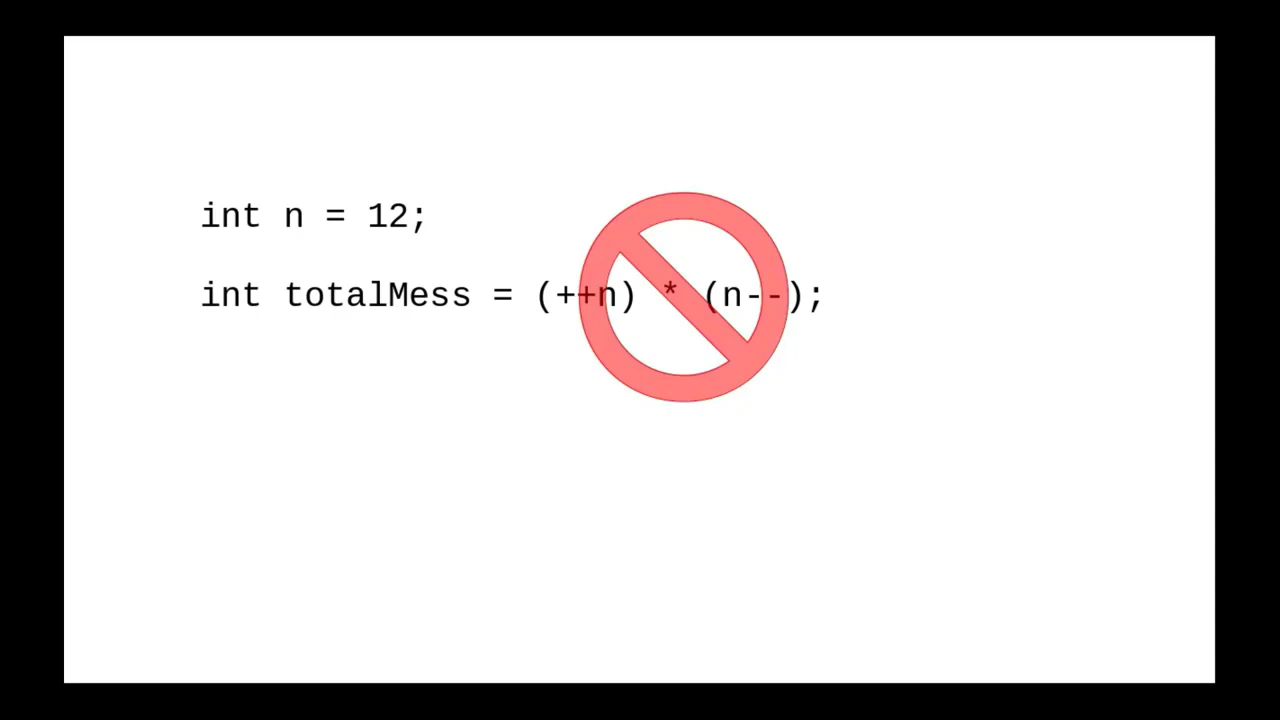 int n = 12;
int totalMess = (++n) * (n--);